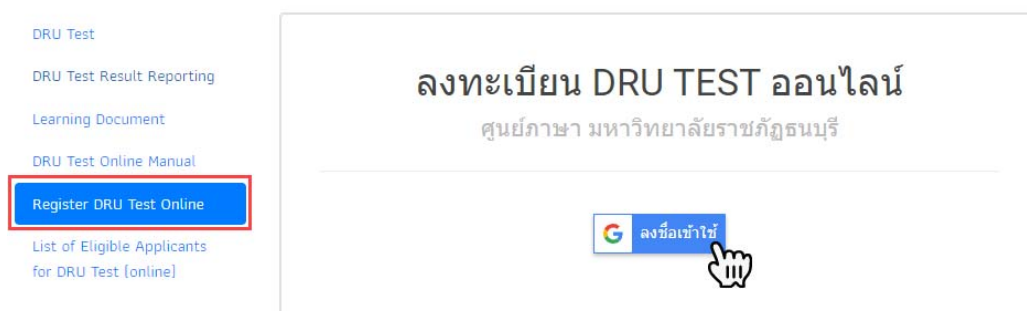 DRU Test
DRU Test Result Reporting
Learning Document
DRU Test Online Manual
Register DRU Test Online
List of Eligible Applicants
for DRU Test [online]
ลงทะเบียน DRU TEST ออนไลน์
ศูนย์ภาษา มหาวิทยาลัยราชภัฏธนบุรี
ลงชื่อเข้าใช้